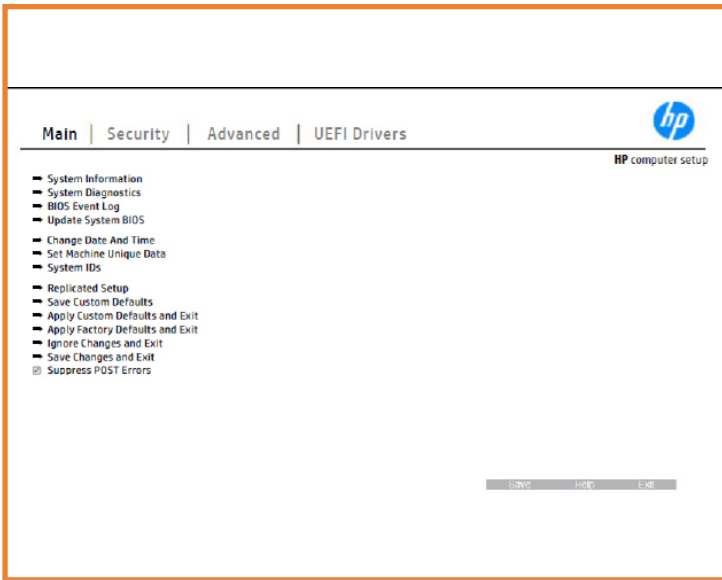 Main | Security | Advanced | UEFI Drivers
hp
HP computer setup
System Information
System Diagnostics
BIOS Event Log
Update System BIOS
Change Date And Time
Set Machine Unique Data
System IDs
Replicated Setup
Save Custom Defaults
Apply Custom Defaults and Exit
Apply Factory Defaults and Exit
Ignore Changes and Exit
Save Changes and Exit
Suppress POST Errors
Save Help Exit